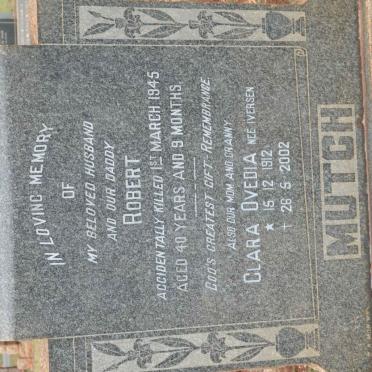 IN LOVING MEMORY
OF
MY BELOVED HUSBAND
AND OUR DADDY
ROBERT
ACCIDENTALLY KILLED 1ST MARCH 1945
AGED 40 YEARS AND 9 MONTHS
GOD'S GREATEST GIFT-REMEMBRANCE
ALSO OUR MOM AND GRANNY
CLARA OVEDIA NEÉ IVERSEN
★ 15 12 1912
† 28 6 2002
MUTCH